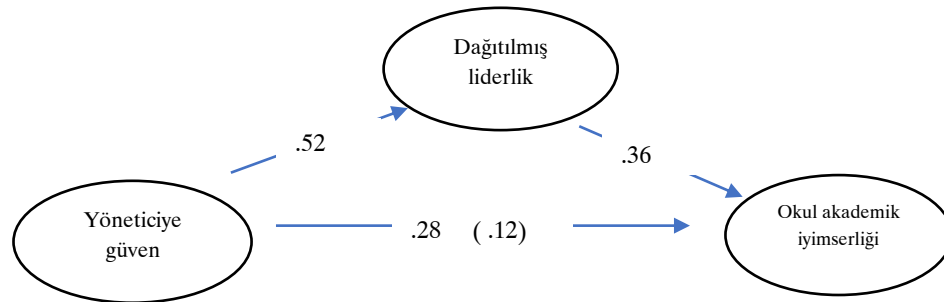 Dağıtılmış
liderlik
.52
.36
Yöneticiye
güven
.28 ( .12)
Okul akademik
iyimserliği